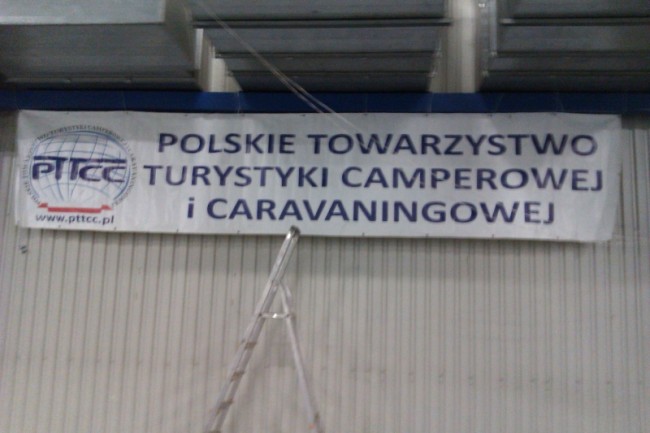 POLSKIE TOWARZYSTWO
TURYSTYKI CAMPEROWEJ
i CARAVANINGOWEJ
PTTCC
www.pttcc.pl